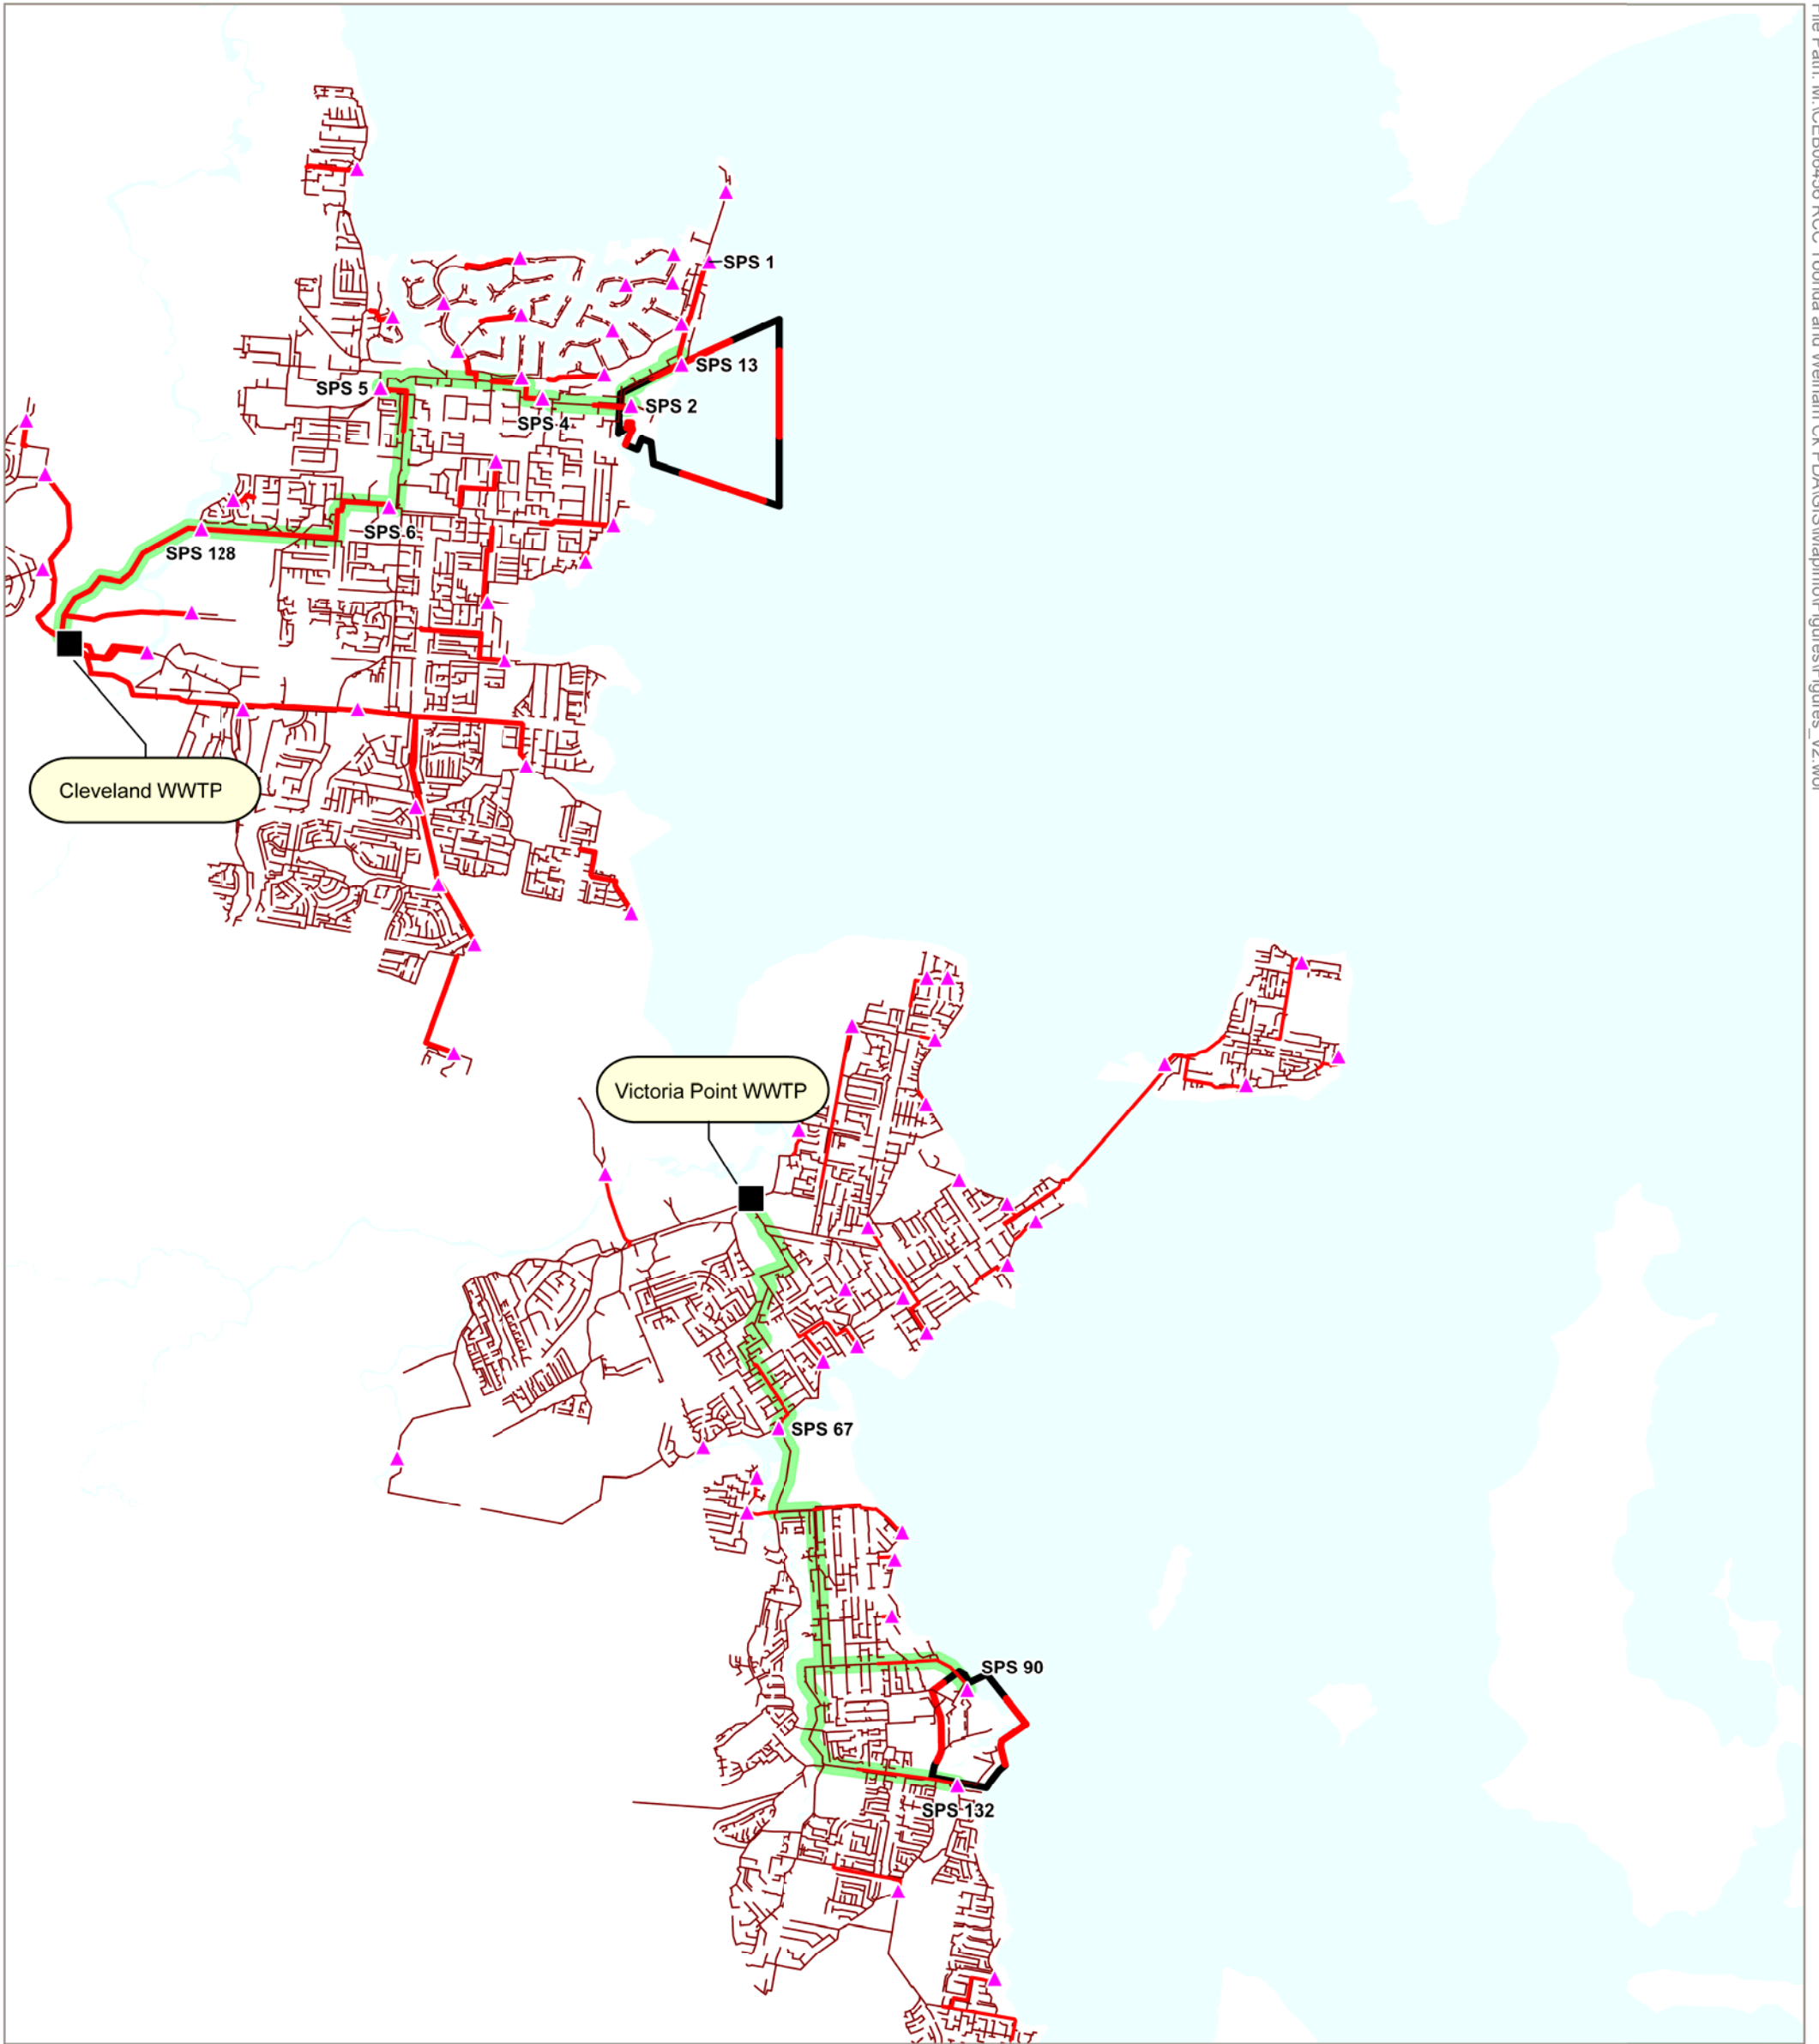 SPS 1
SPS 13
SPS 5
SPS 2
SPS 4
SPS 6
SPS 128
Cleveland WWTP
Victoria Point WWTP
SPS 67
SPS 90
SPS 132